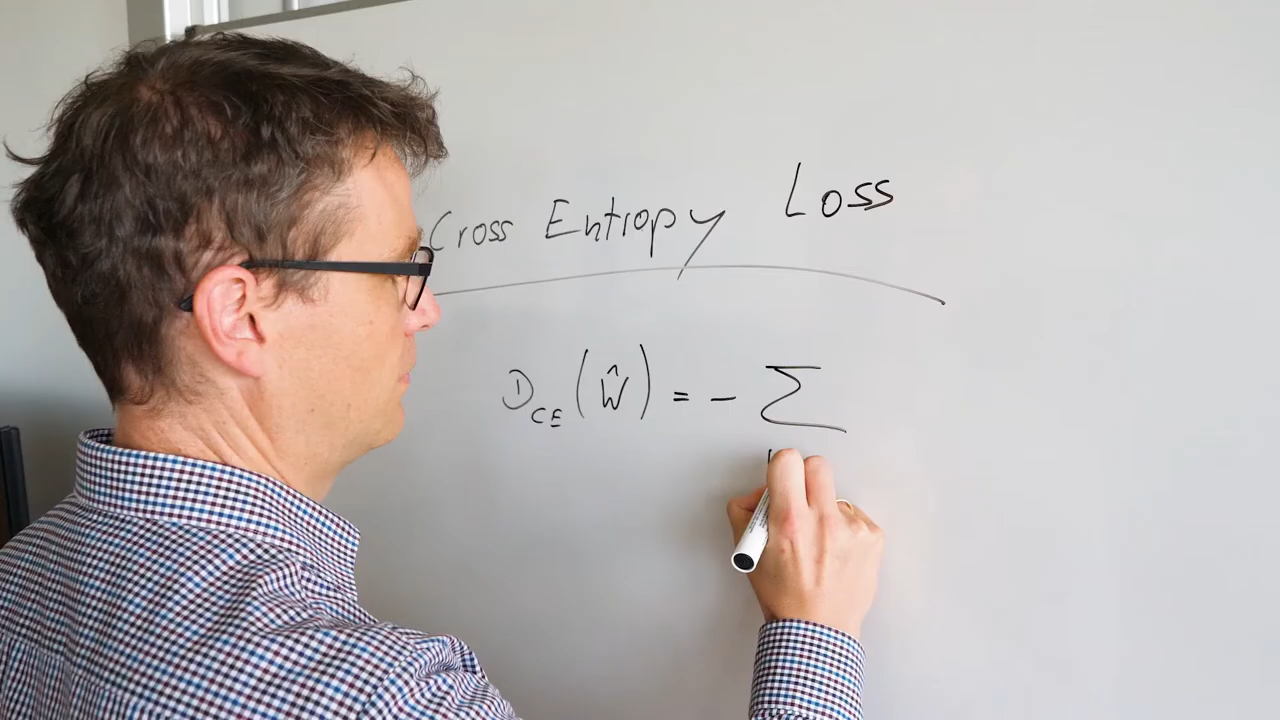 Cross Entropy Loss
D_CE(Ŵ) = - Σ